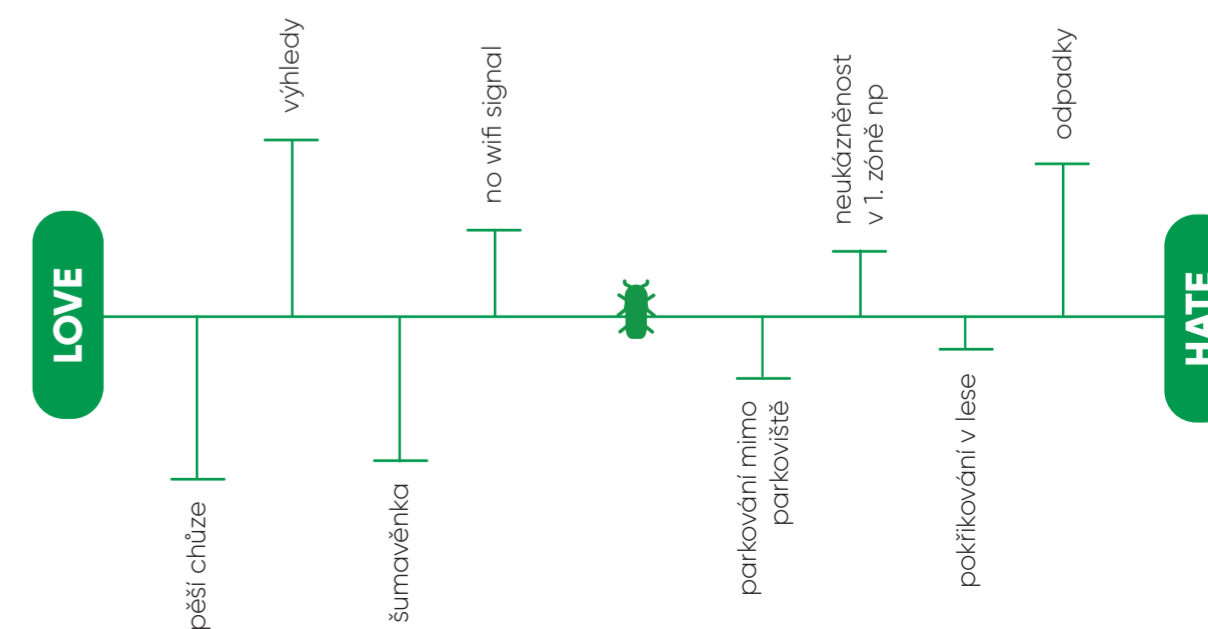 LOVE
pěší chůze
výhledy
šumavěnka
no wifi signal
parkování mimo
parkoviště
neukázněnost
v 1. zóně np
pokřikování v lese
odpadky
HATE